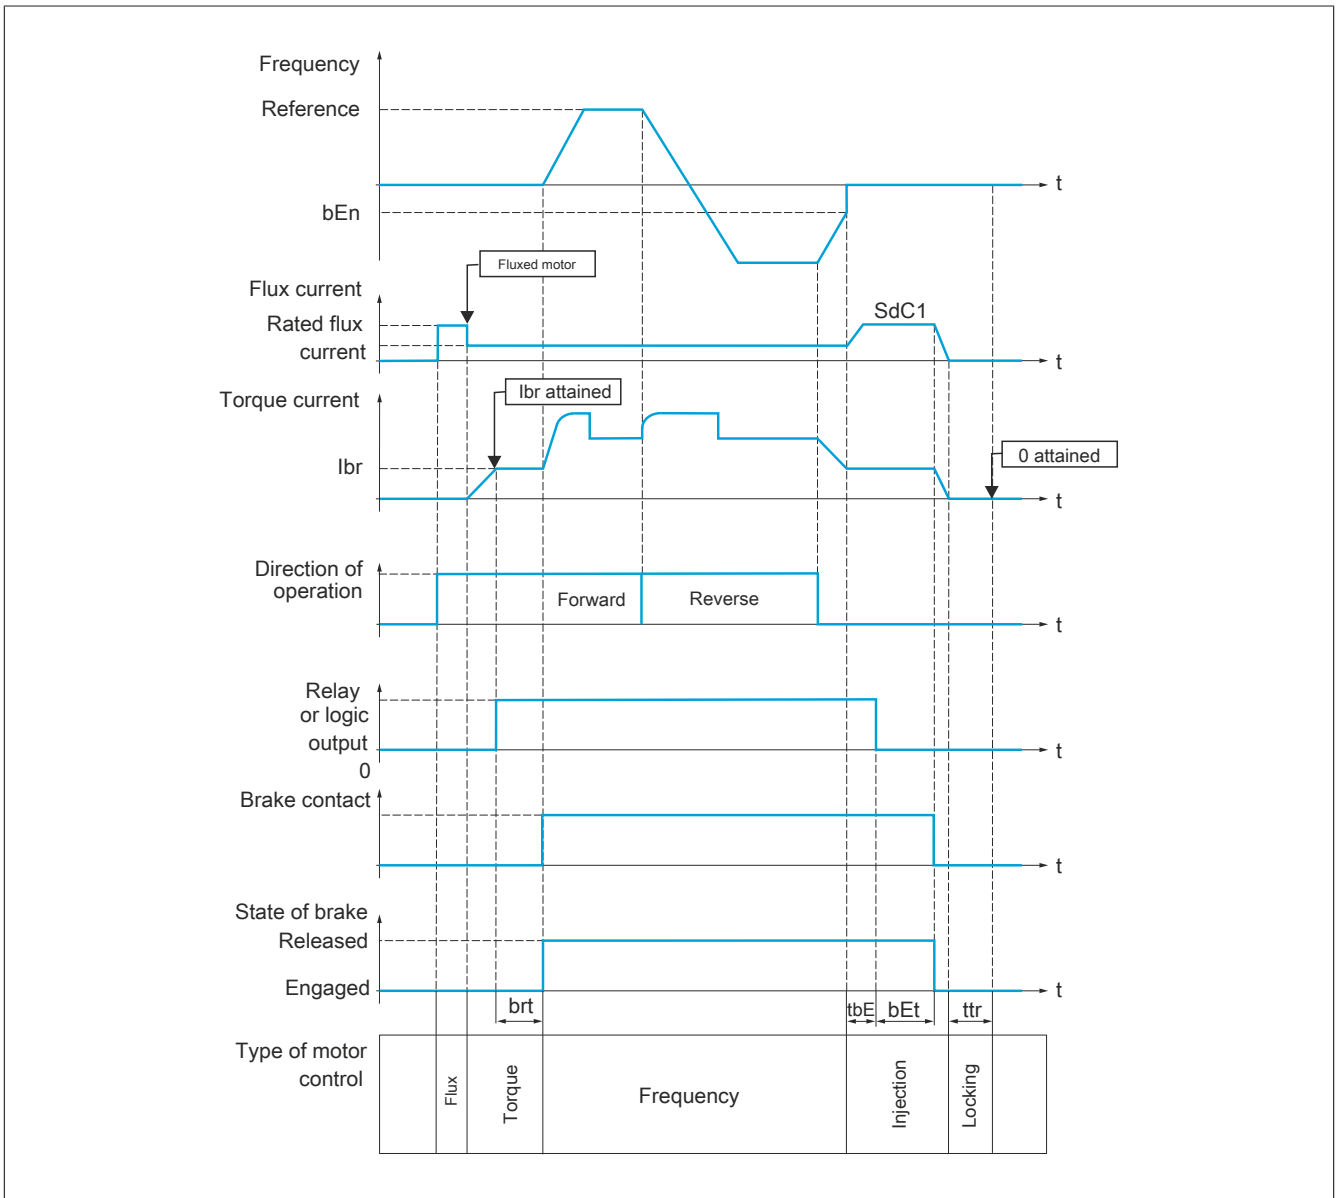 Frequency
Reference
t
bEn
Fluxed motor
Flux current
Rated flux
current
SdC1
t
Torque current
Ibr attained
Ibr
0 attained
t
Direction of
operation
Forward
Reverse
t
Relay
or logic
output
0
t
Brake contact
t
State of brake
Released
Engaged
t
brt
tbE
bEt
ttr
Type of motor
control
Flux
Torque
Frequency
Injection
Locking